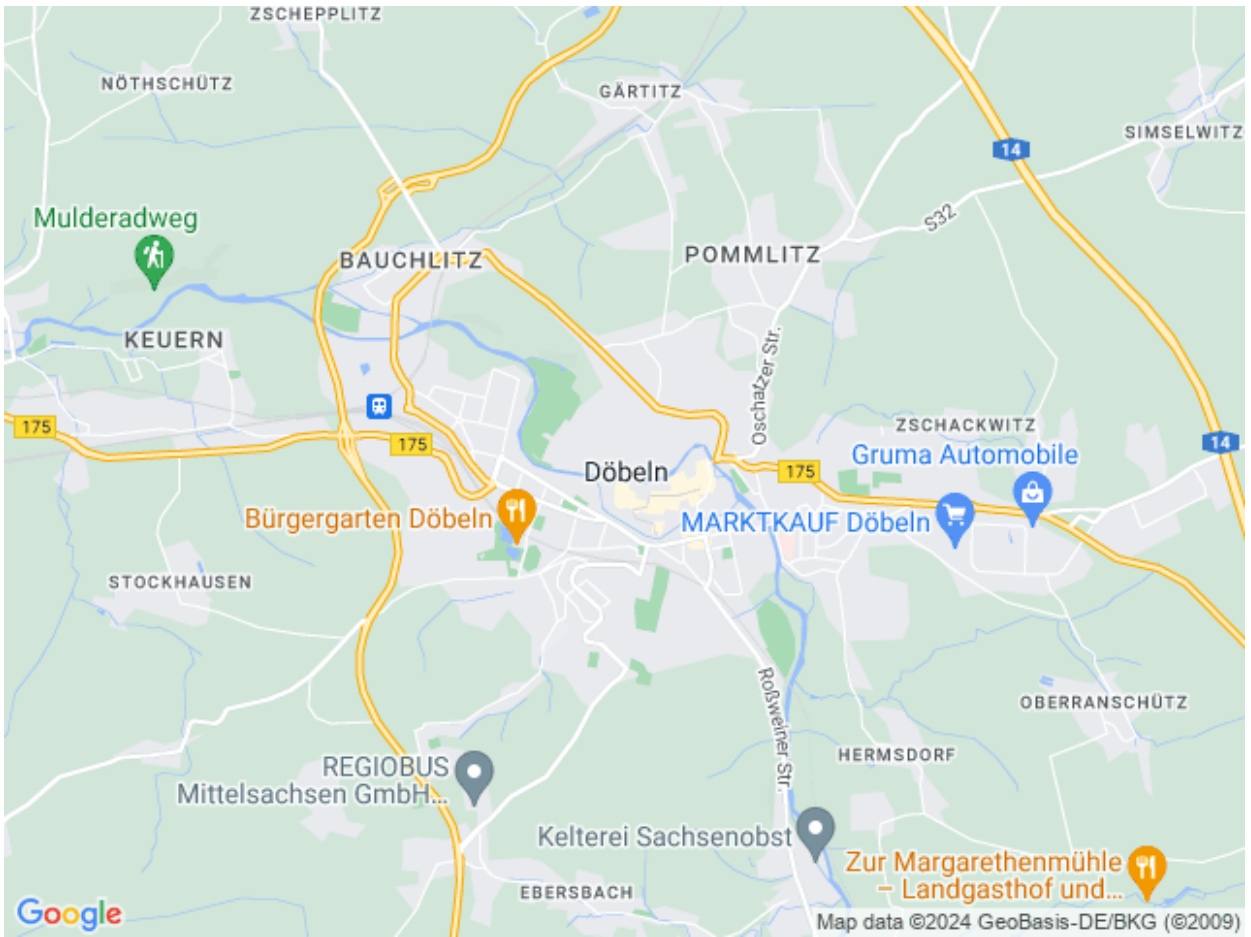 ZSCHEPPLITZ
NÖTHSCHÜTZ
GÄRTITZ
SIMSELWITZ
14
S32
Mulderadweg
BAUCHLITZ
POMMLITZ
KEUERN
Oschatzer Str.
175
175
ZSCHACKWITZ
14
Gruma Automobile
Döbeln
175
Bürgergarten Döbeln
MARKTKAUF Döbeln
STOCKHAUSEN
Roßweiner Str.
OBERRANSCHÜTZ
HERMSDORF
REGIOBUS
Mittelsachsen GmbH...
Kelterei Sachsenobst
Zur Margarethenmühle
– Landgasthof und...
EBERSBACH
Google
Map data ©2024 GeoBasis-DE/BKG (©2009)